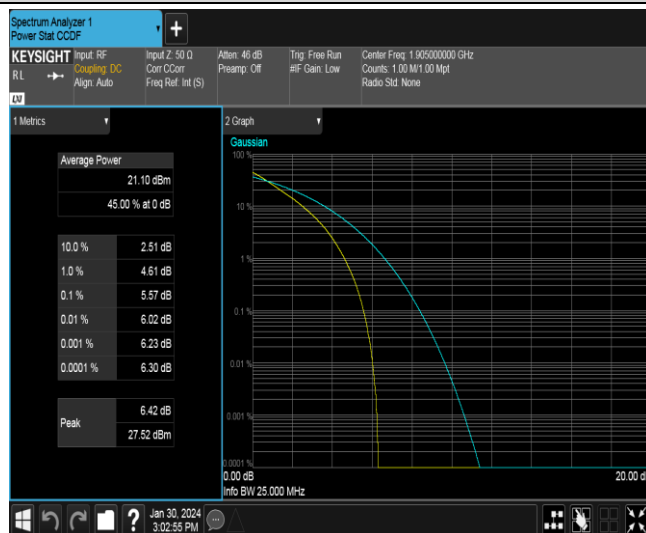 Spectrum Analyzer 1
Power Stat CCDF
KEYSIGHT
RL
LXI
Input: RF
Coupling: DC
Align: Auto
Input Z: 50 Ω
Corr CCorr
Freq Ref: Int (S)
Atten: 46 dB
Preamp: Off
Trig: Free Run
#IF Gain: Low
Center Freq: 1.905000000 GHz
Counts: 1.00 M/1.00 Mpt
Radio Std: None
1 Metrics
Average Power
21.10 dBm
45.00 % at 0 dB
10.0 % 2.51 dB
1.0 % 4.61 dB
0.1 % 5.57 dB
0.01 % 6.02 dB
0.001 % 6.23 dB
0.0001 % 6.30 dB
Peak
6.42 dB
27.52 dBm
2 Graph
Gaussian
100 %
10 %
1 %
0.1 %
0.01 %
0.001 %
0.0001 %
0.00 dB 20.00 d
Info BW 25.000 MHz
?
Jan 30, 2024
3:02:55 PM